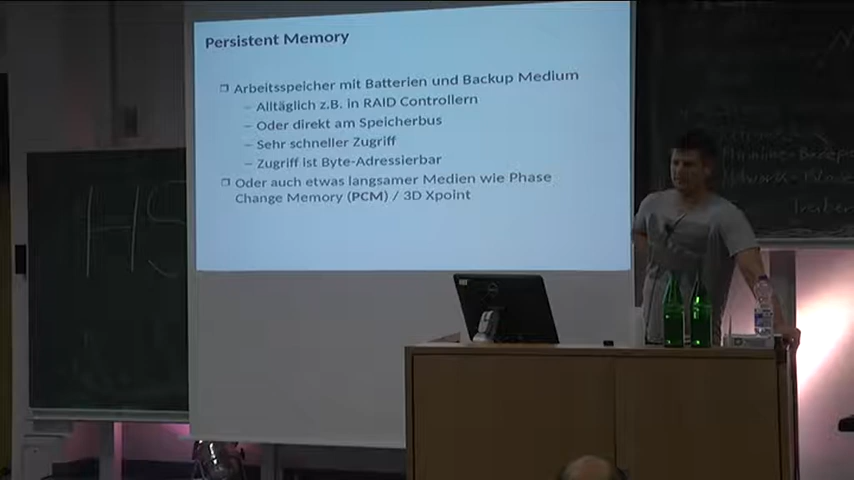 Persistent Memory
❒ Arbeitsspeicher mit Batterien und Backup Medium
– Alltäglich z.B. in RAID Controllern
– Oder direkt am Speicherbus
– Sehr schneller Zugriff
– Zugriff ist Byte-Adressierbar
❒ Oder auch etwas langsamer Medien wie Phase
Change Memory (PCM) / 3D Xpoint
HS